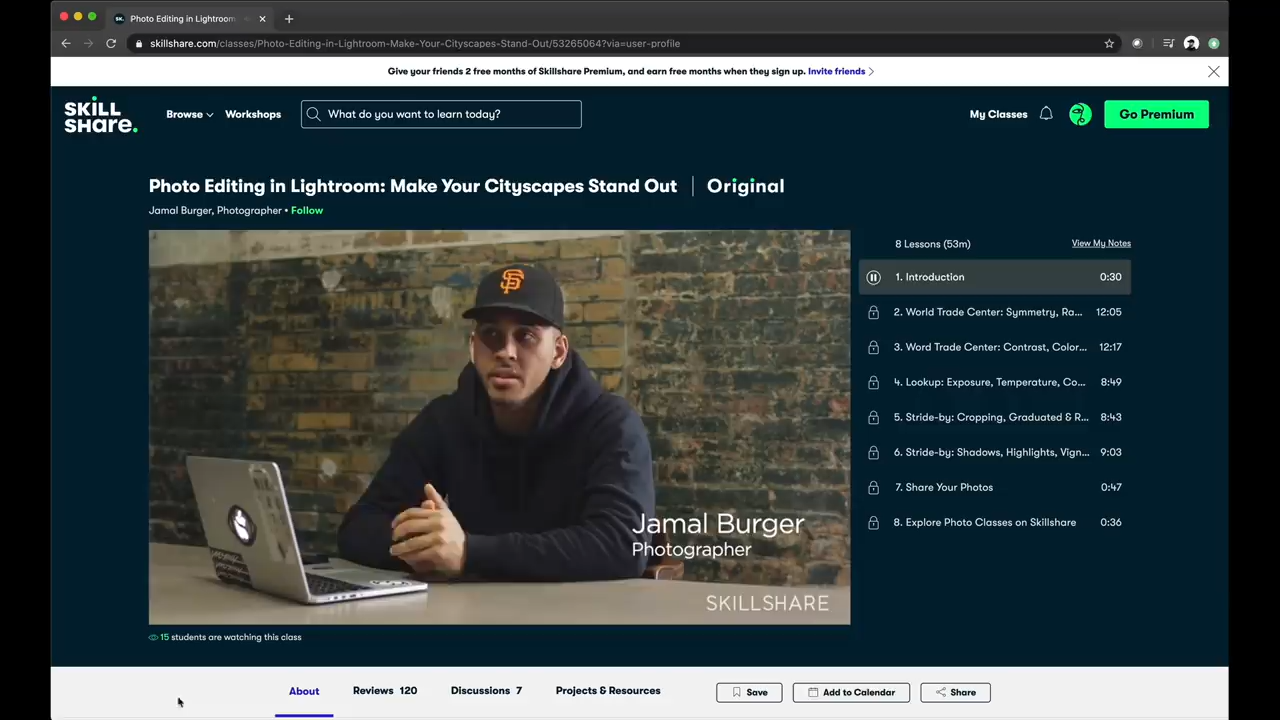 Photo Editing in Lightroom
skillshare.com/classes/Photo-Editing-in-Lightroom-Make-Your-Cityscapes-Stand-Out/53265064?via=user-profile
Give your friends 2 free months of Skillshare Premium, and earn free months when they sign up. Invite friends
SKILL
SHare.
Browse
Workshops
What do you want to learn today?
My Classes
Go Premium
Photo Editing in Lightroom: Make Your Cityscapes Stand Out | Original
Jamal Burger, Photographer • Follow
8 Lessons (53m)
View My Notes
1. Introduction 0:30
2. World Trade Center: Symmetry, Ra... 12:05
3. Word Trade Center: Contrast, Color... 12:17
4. Lookup: Exposure, Temperature, Co... 8:49
5. Stride-by: Cropping, Graduated & R... 8:43
6. Stride-by: Shadows, Highlights, Vign... 9:03
7. Share Your Photos 0:47
8. Explore Photo Classes on Skillshare 0:36
SF
Jamal Burger
Photographer
SKILLSHARE
15 students are watching this class
About
Reviews 120
Discussions 7
Projects & Resources
Save
Add to Calendar
Share